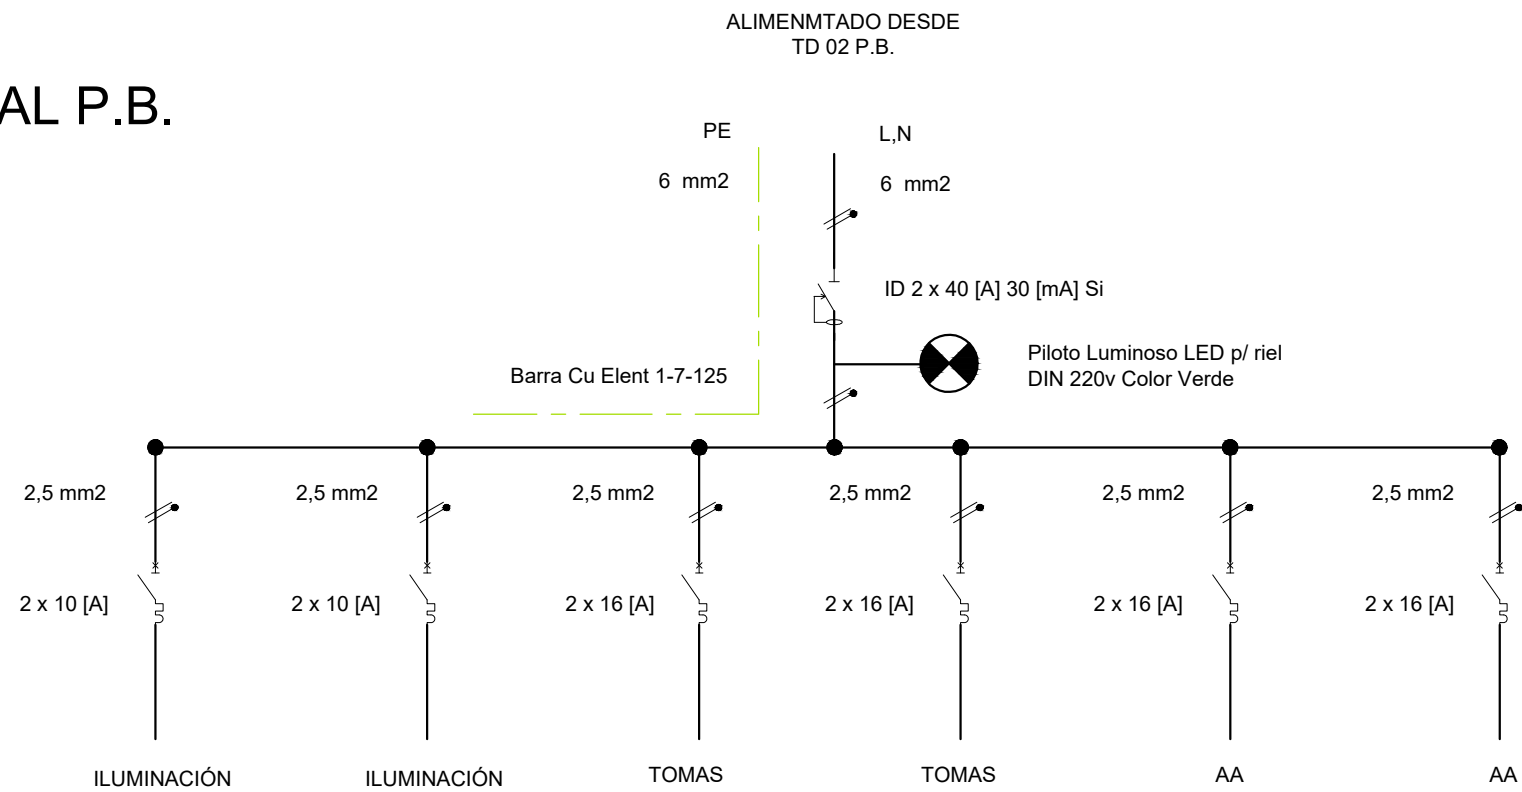 ALIMENMTADO DESDE
TD 02 P.B.
AL P.B.
PE
L,N
6 mm2
6 mm2
ID 2 x 40 [A] 30 [mA] Si
Piloto Luminoso LED p/ riel
DIN 220v Color Verde
Barra Cu Elent 1-7-125
2,5 mm2
2,5 mm2
2,5 mm2
2,5 mm2
2,5 mm2
2,5 mm2
2 x 10 [A]
2 x 10 [A]
2 x 16 [A]
2 x 16 [A]
2 x 16 [A]
2 x 16 [A]
ILUMINACIÓN
ILUMINACIÓN
TOMAS
TOMAS
AA
AA